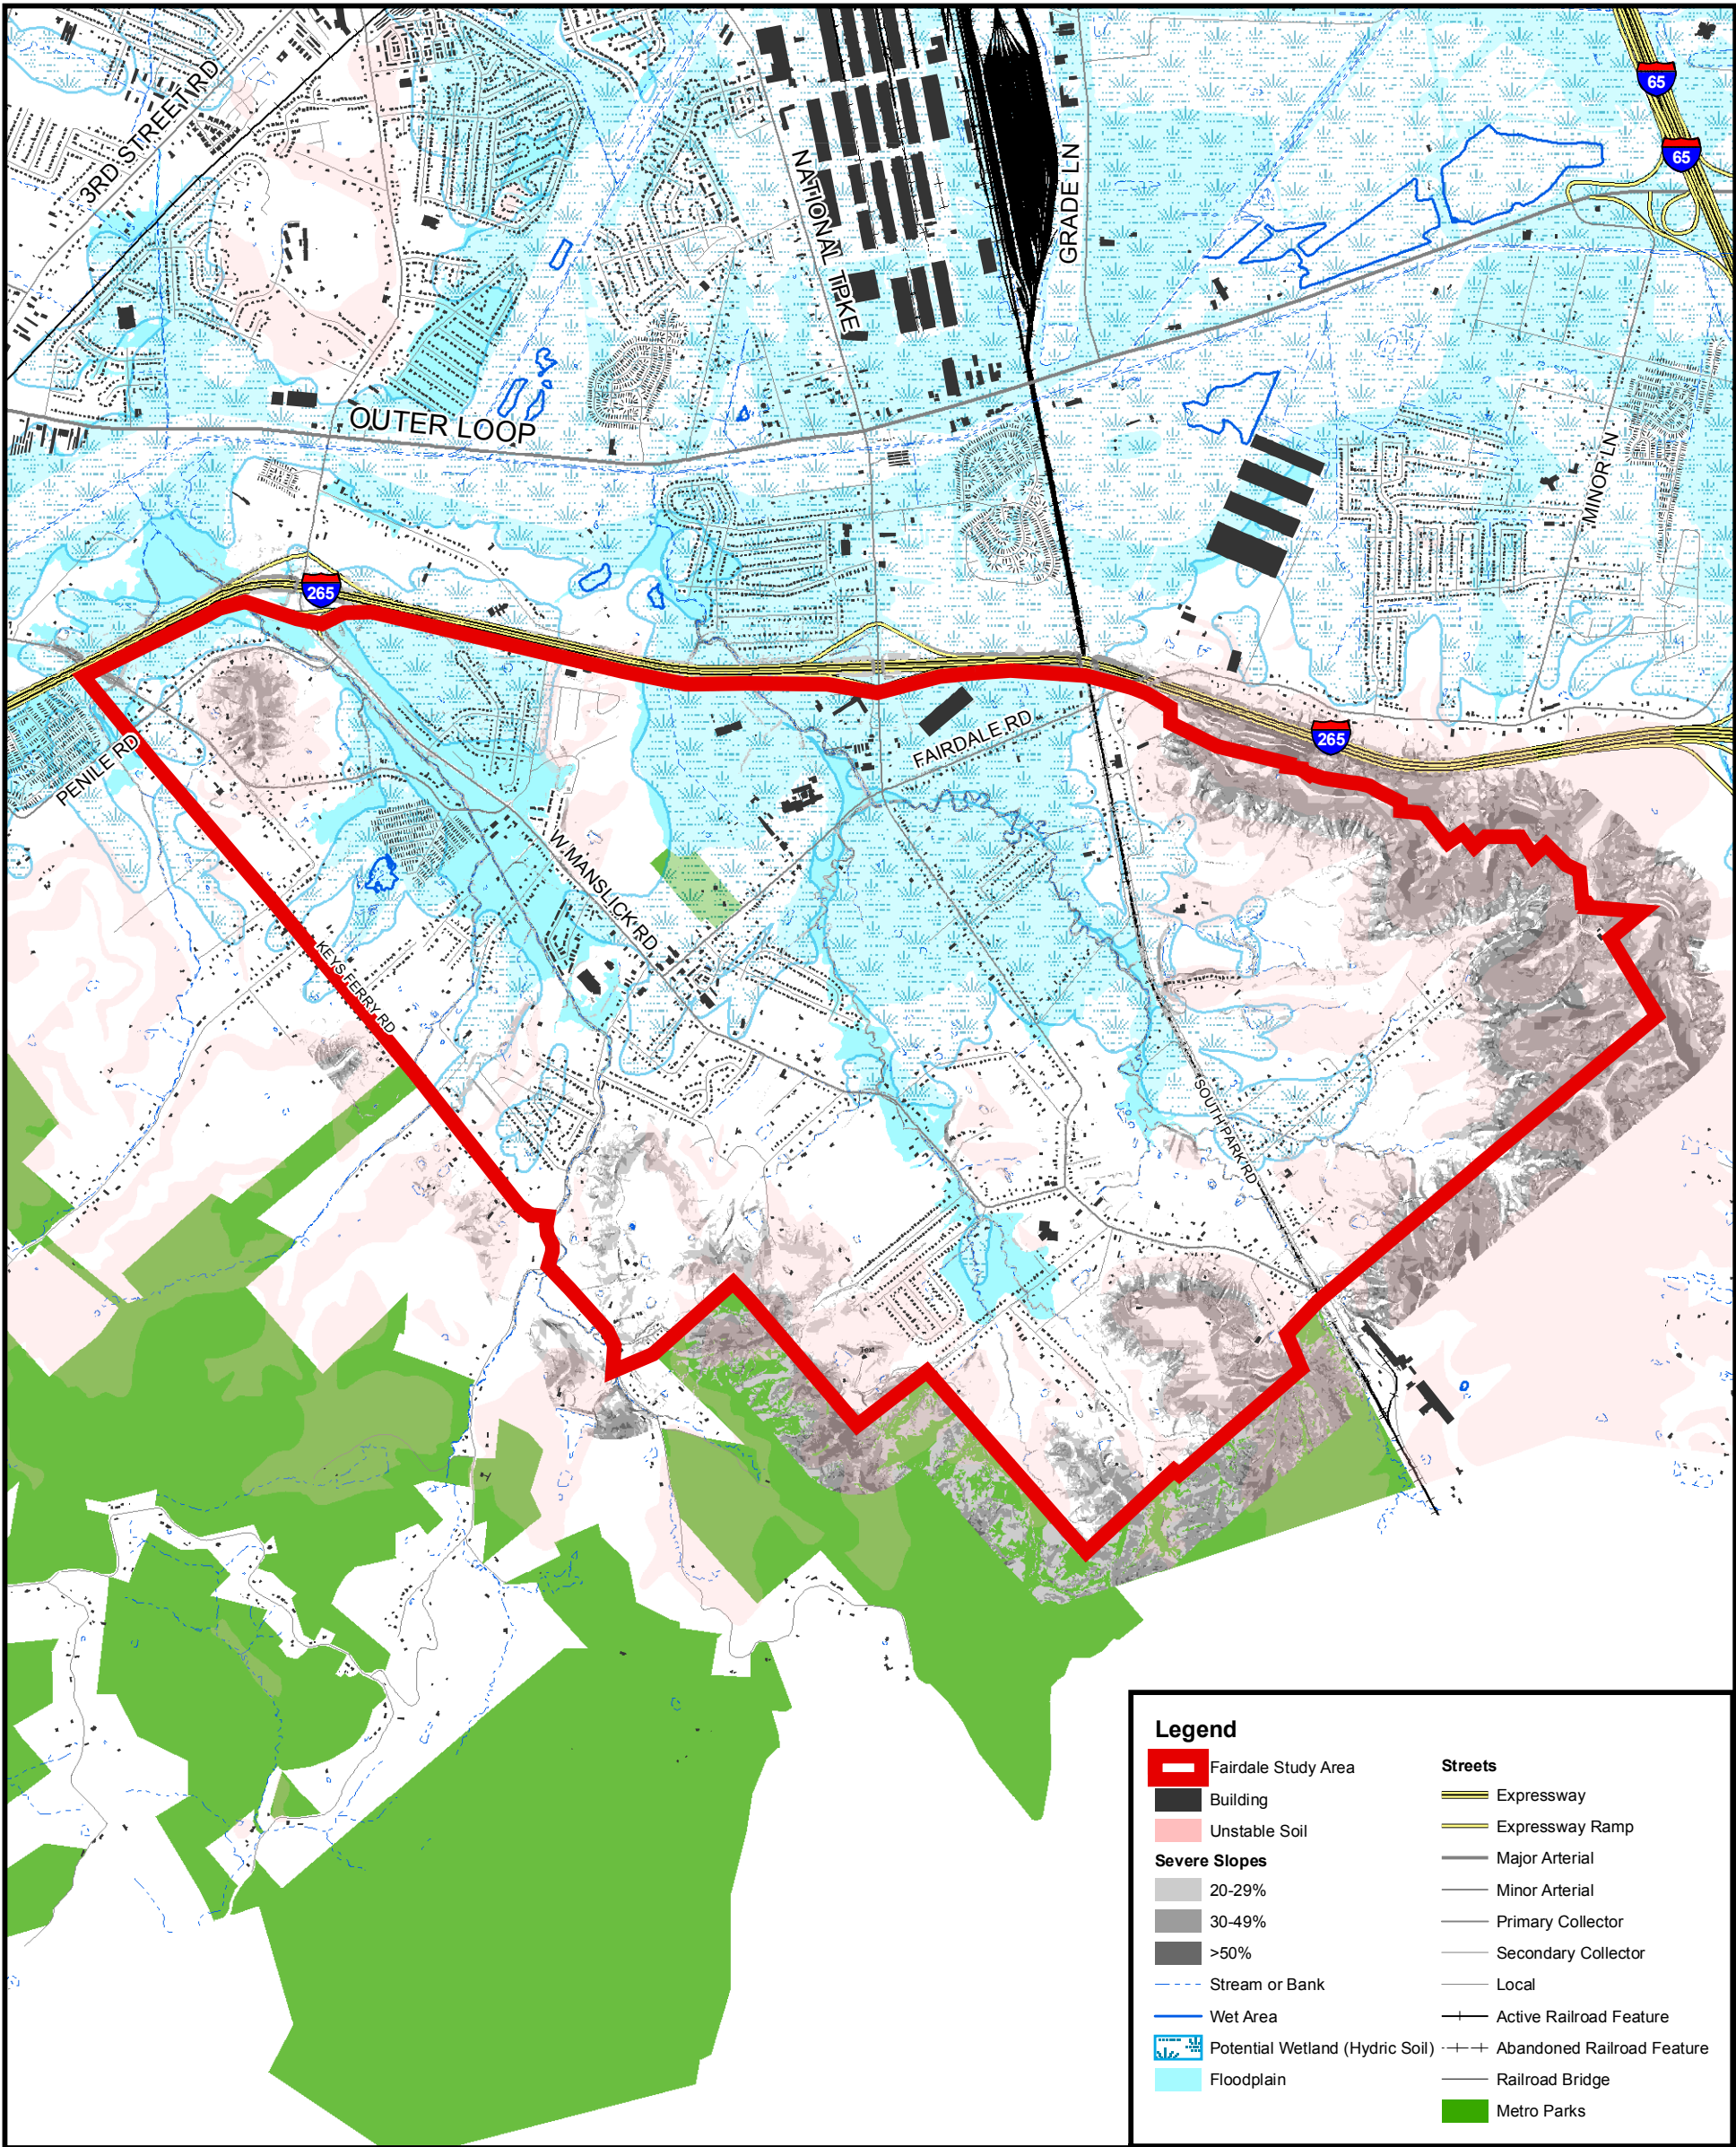 65
65
3RD STREET RD
NATIONAL TPKE
GRADE LN
OUTER LOOP
MINOR LN
265
265
PENILE RD
FAIRDALE RD
W MANSLICK RD
KEYS FERRY RD
SOUTH PARK RD
Text
Legend
Fairdale Study Area
Building
Unstable Soil
Severe Slopes
20-29%
30-49%
>50%
Stream or Bank
Wet Area
Potential Wetland (Hydric Soil)
Floodplain
Streets
Expressway
Expressway Ramp
Major Arterial
Minor Arterial
Primary Collector
Secondary Collector
Local
Active Railroad Feature
Abandoned Railroad Feature
Railroad Bridge
Metro Parks